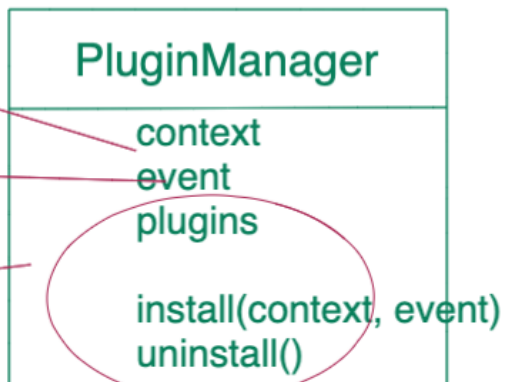 PluginManager
context
event
plugins
install(context, event)
uninstall()